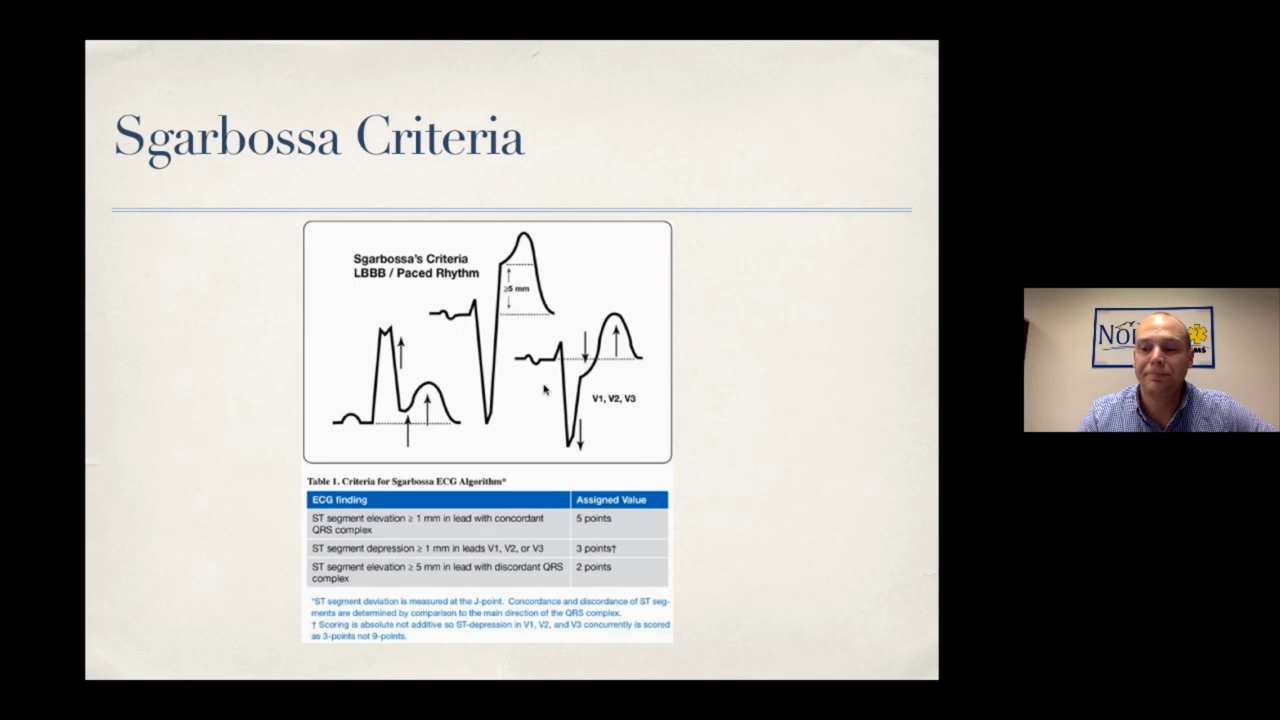 Sgarbossa Criteria
Sgarbossa's Criteria
LBBB / Paced Rhythm
≥5 mm
V1, V2, V3
Table 1. Criteria for Sgarbossa ECG Algorithm*
ECG finding Assigned Value
ST segment elevation ≥ 1 mm in lead with concordant 5 points
QRS complex
ST segment depression ≥ 1 mm in leads V1, V2, or V3 3 points†
ST segment elevation ≥ 5 mm in lead with discordant QRS 2 points
complex
*ST segment deviation is measured at the J-point. Concordance and discordance of ST seg-
ments are determined by comparison to the main direction of the QRS complex.
† Scoring is absolute not additive so ST-depression in V1, V2, and V3 concurrently is scored
as 3-points not 9-points.